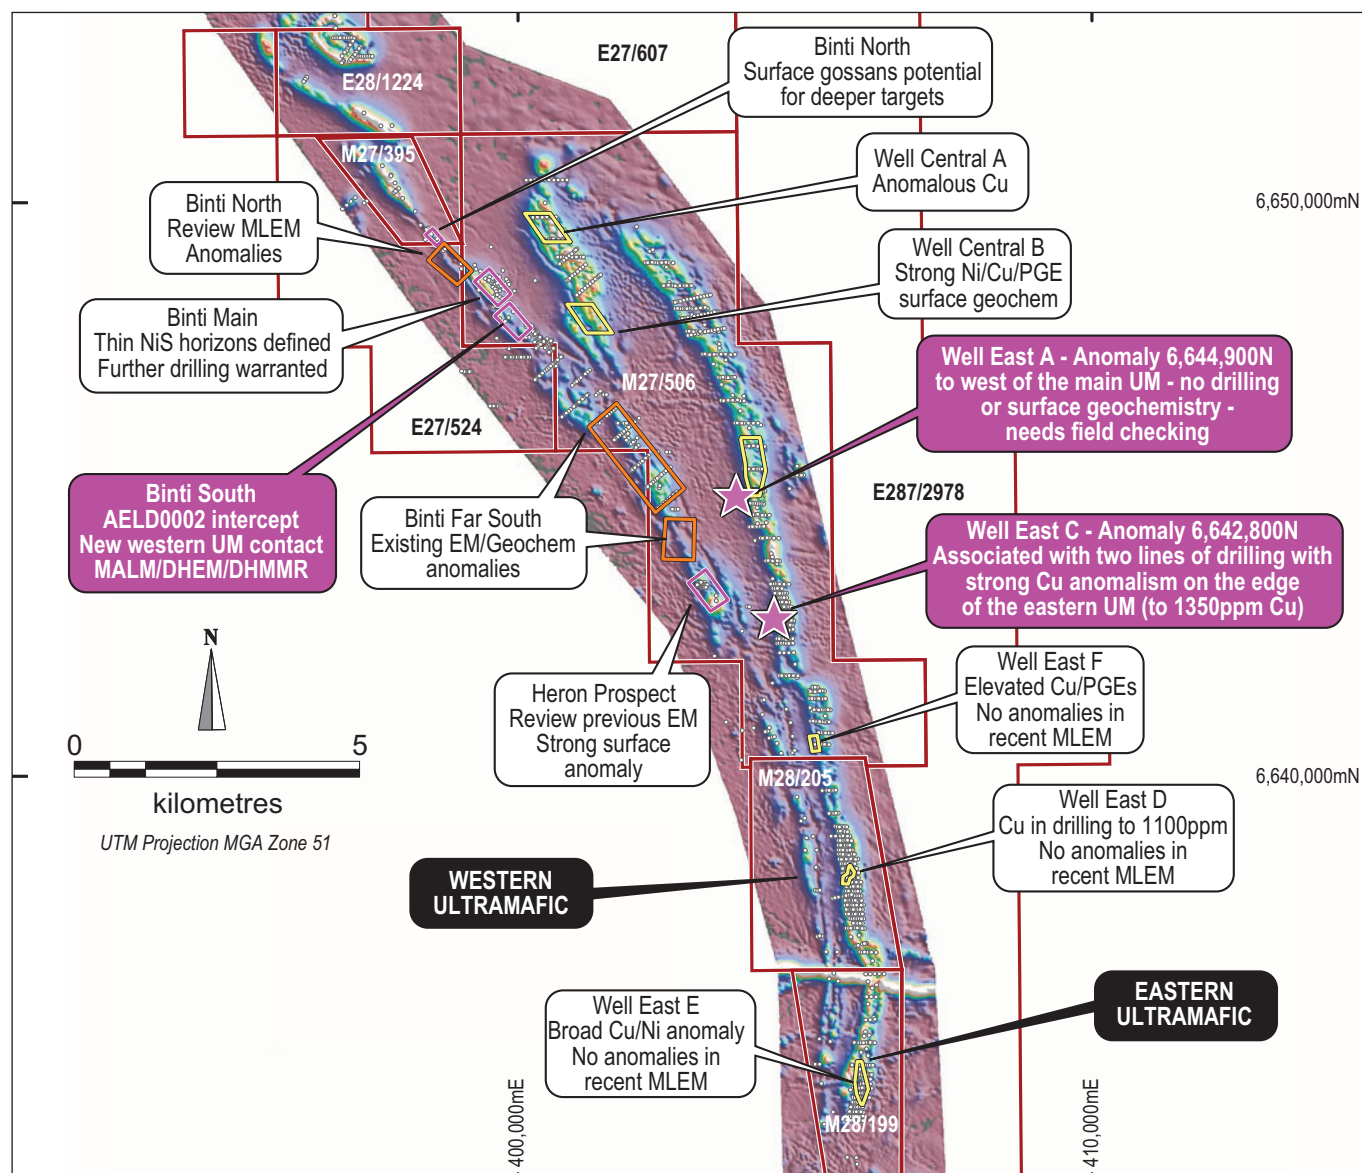 E27/607
Binti North
Surface gossans potential
for deeper targets
E28/1224
M27/395
Well Central A
Anomalous Cu
6,650,000mN
Binti North
Review MLEM
Anomalies
Well Central B
Strong Ni/Cu/PGE
surface geochem
Binti Main
Thin NiS horizons defined
Further drilling warranted
Well East A - Anomaly 6,644,900N
to west of the main UM - no drilling
or surface geochemistry -
needs field checking
M27/506
E27/524
Binti South
AELD0002 intercept
New western UM contact
MALM/DHEM/DHMMR
E287/2978
Binti Far South
Existing EM/Geochem
anomalies
Well East C - Anomaly 6,642,800N
Associated with two lines of drilling with
strong Cu anomalism on the edge
of the eastern UM (to 1350ppm Cu)
N
Well East F
Elevated Cu/PGEs
No anomalies in
recent MLEM
Heron Prospect
Review previous EM
Strong surface
anomaly
0 5
kilometres
UTM Projection MGA Zone 51
M28/205
6,640,000mN
Well East D
Cu in drilling to 1100ppm
No anomalies in
recent MLEM
WESTERN
ULTRAMAFIC
EASTERN
ULTRAMAFIC
Well East E
Broad Cu/Ni anomaly
No anomalies in
recent MLEM
M28/199
400,000mE
410,000mE